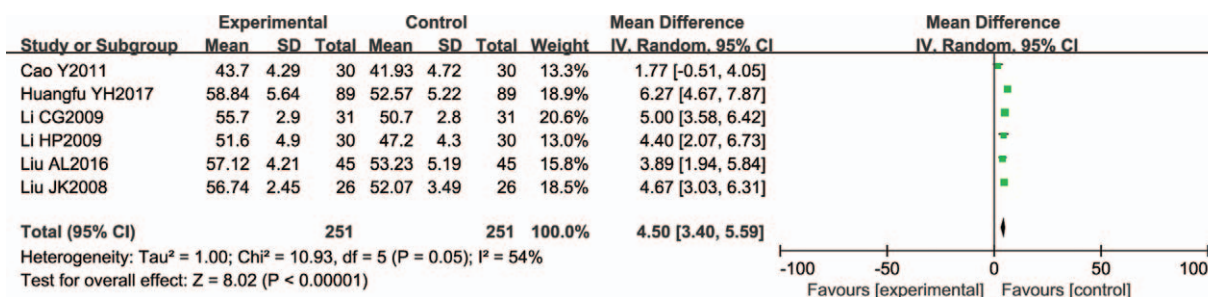 Experimental Control Mean Difference Mean Difference
Study or Subgroup Mean SD Total Mean SD Total Weight IV. Random. 95% CI IV. Random. 95% CI
Cao Y2011 43.7 4.29 30 41.93 4.72 30 13.3% 1.77 [-0.51, 4.05]
Huangfu YH2017 58.84 5.64 89 52.57 5.22 89 18.9% 6.27 [4.67, 7.87]
Li CG2009 55.7 2.9 31 50.7 2.8 31 20.6% 5.00 [3.58, 6.42]
Li HP2009 51.6 4.9 30 47.2 4.3 30 13.0% 4.40 [2.07, 6.73]
Liu AL2016 57.12 4.21 45 53.23 5.19 45 15.8% 3.89 [1.94, 5.84]
Liu JK2008 56.74 2.45 26 52.07 3.49 26 18.5% 4.67 [3.03, 6.31]
Total (95% CI) 251 251 100.0% 4.50 [3.40, 5.59]
Heterogeneity: Tau² = 1.00; Chi² = 10.93, df = 5 (P = 0.05); I² = 54%
Test for overall effect: Z = 8.02 (P < 0.00001)
-100 -50 0 50 100
Favours [experimental] Favours [control]